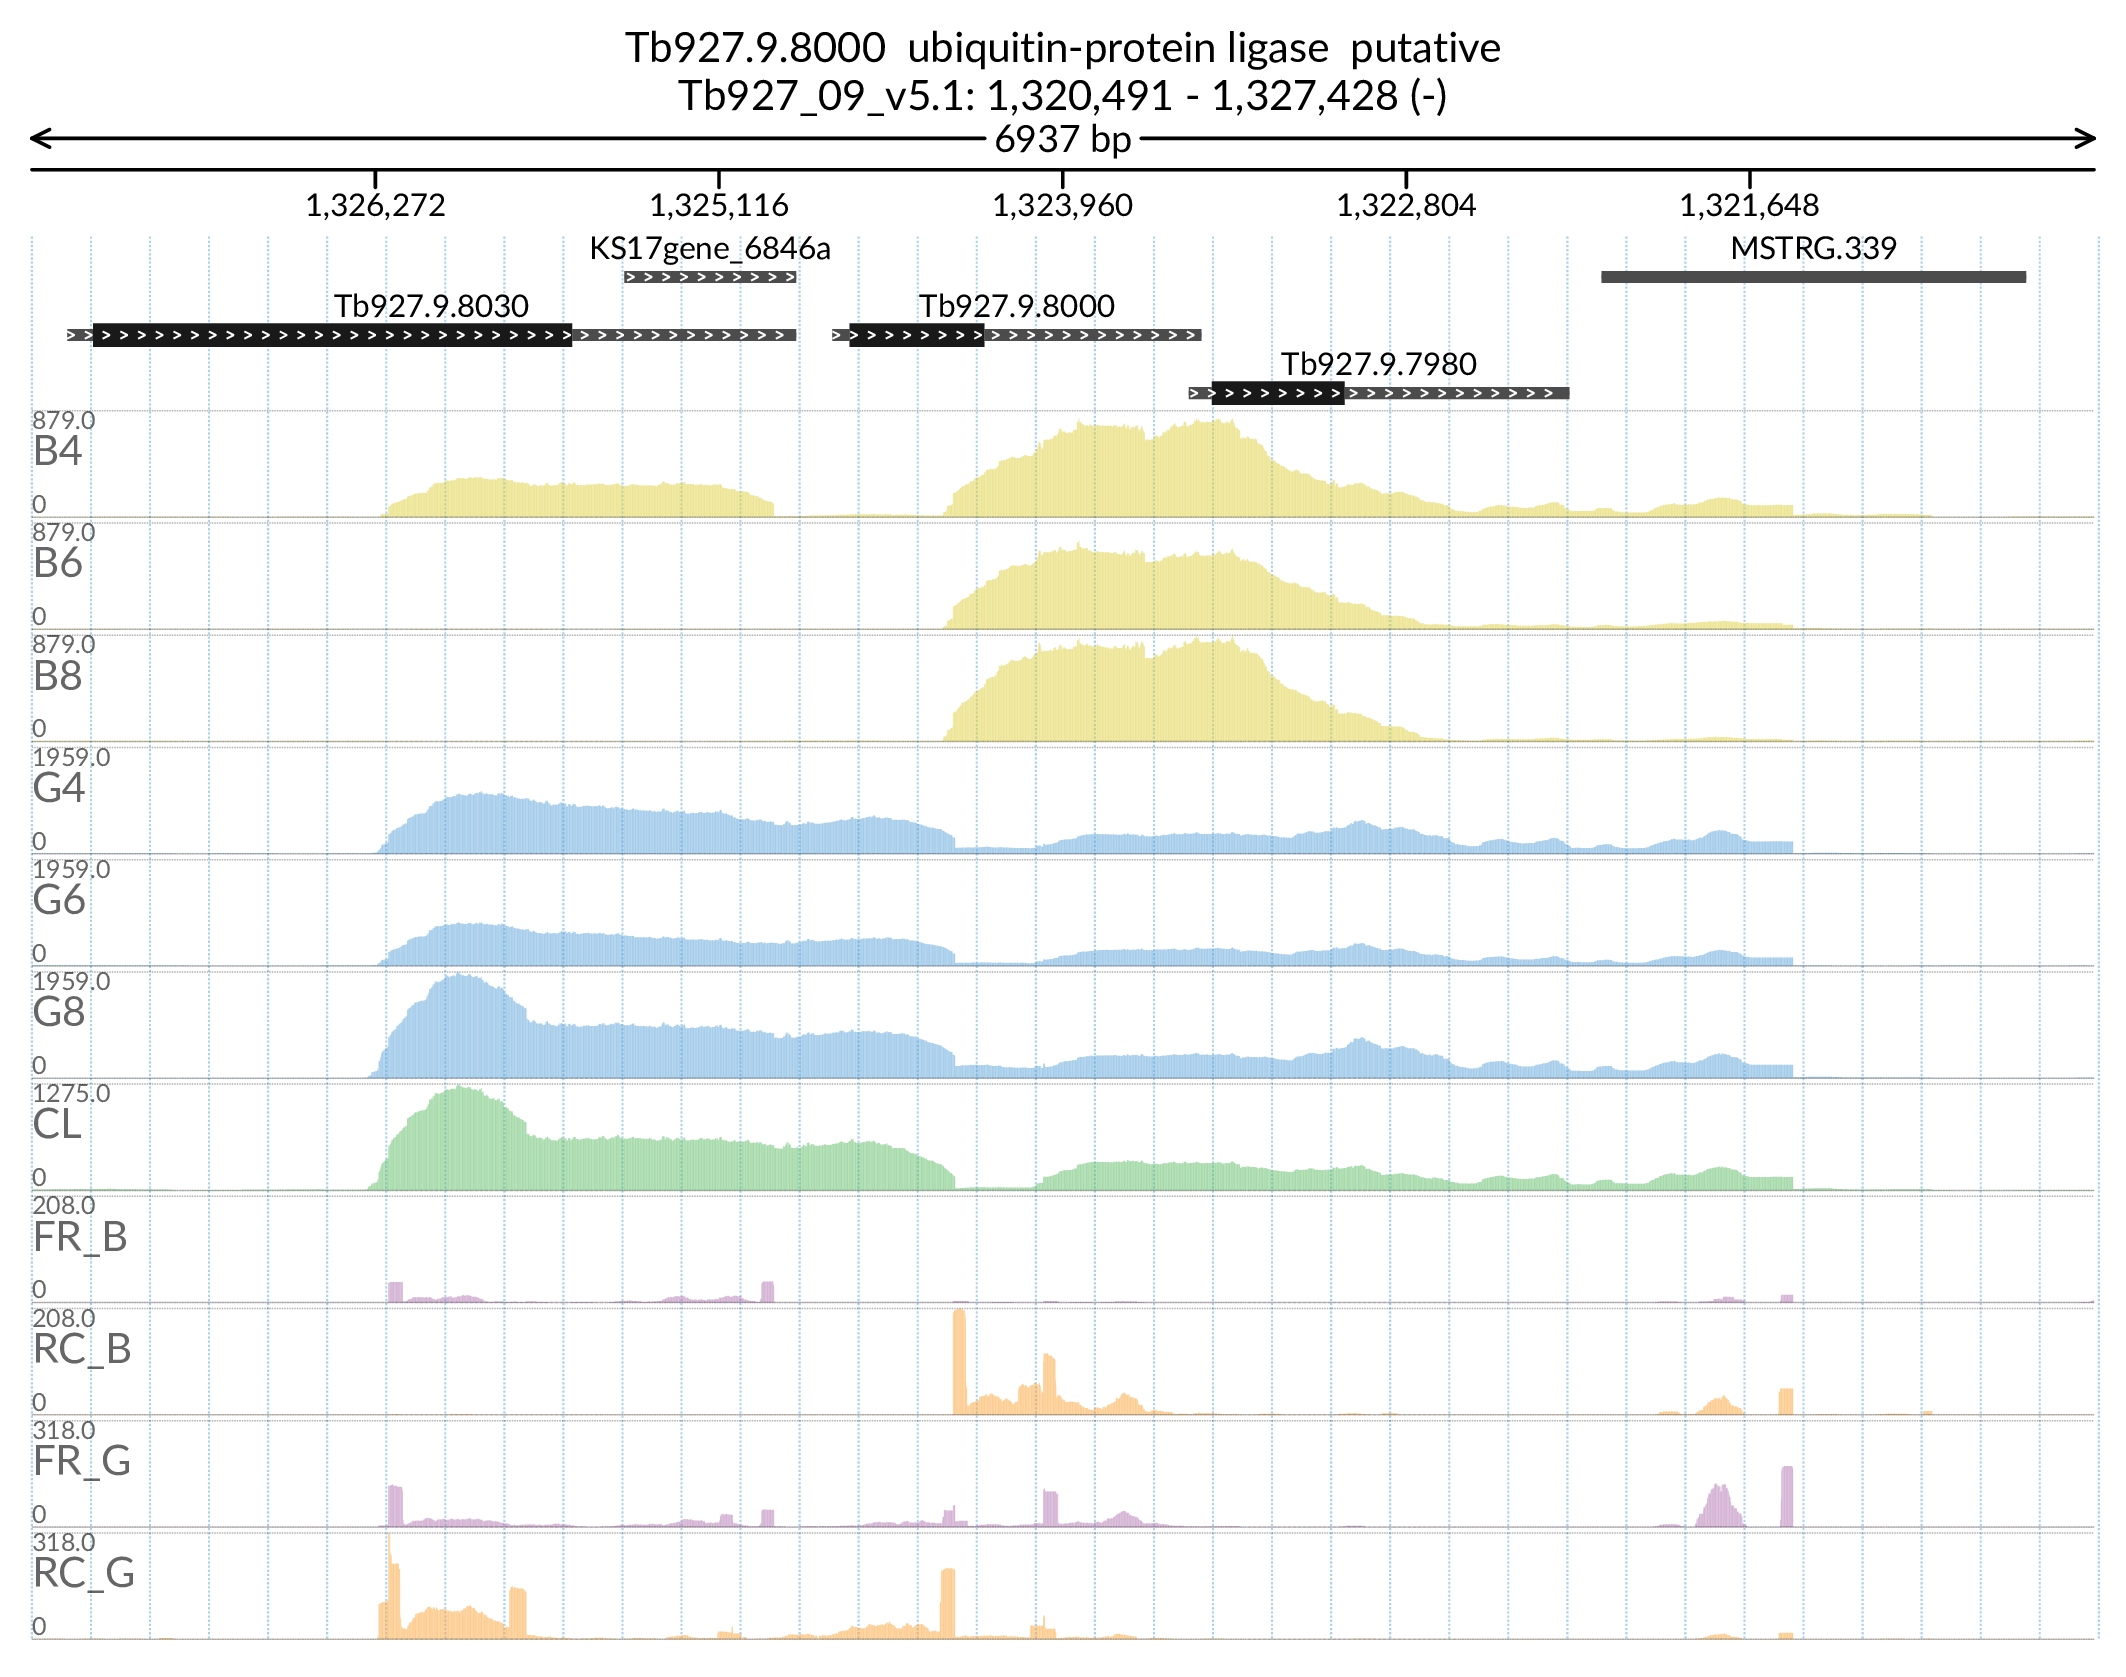 Tb927.9.8000  ubiquitin-protein ligase  putative
Tb927_09_v5.1: 1,320,491 - 1,327,428 (-)
6937 bp
1,326,272 1,325,116 1,323,960 1,322,804 1,321,648
KS17gene_6846a MSTRG.339
Tb927.9.8030 Tb927.9.8000
Tb927.9.7980
879.0
B4
0
879.0
B6
0
879.0
B8
0
1959.0
G4
0
1959.0
G6
0
1959.0
G8
0
1275.0
CL
0
208.0
FR_B
0
208.0
RC_B
0
318.0
FR_G
0
318.0
RC_G
0